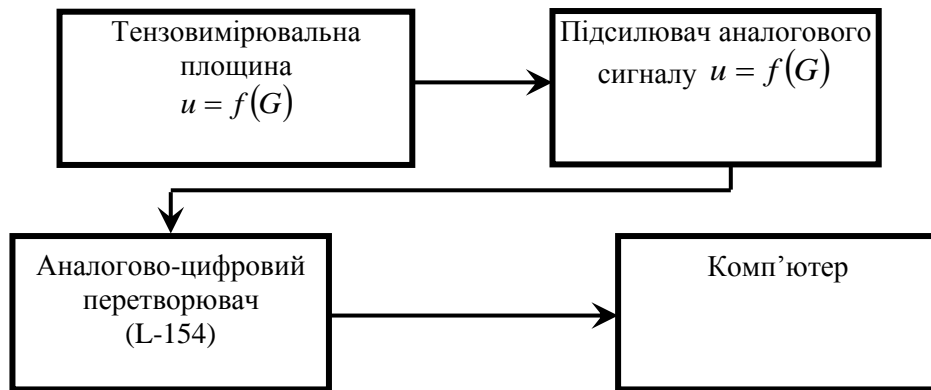 Тензовимірювальна
площина
u = f(G)
Підсилювач аналогового
сигналу u = f(G)
Аналогово-цифровий
перетворювач
(L-154)
Комп’ютер